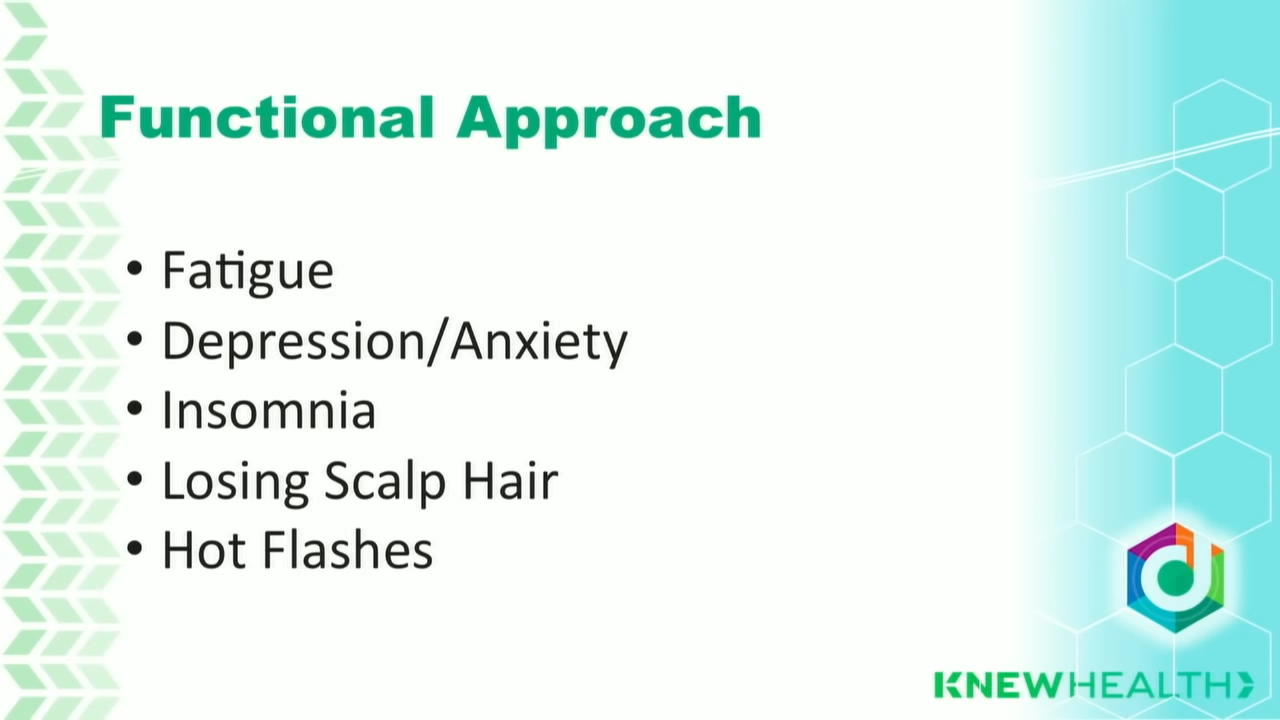 Functional Approach
• Fatigue
• Depression/Anxiety
• Insomnia
• Losing Scalp Hair
• Hot Flashes
d
KNEWHEALTH